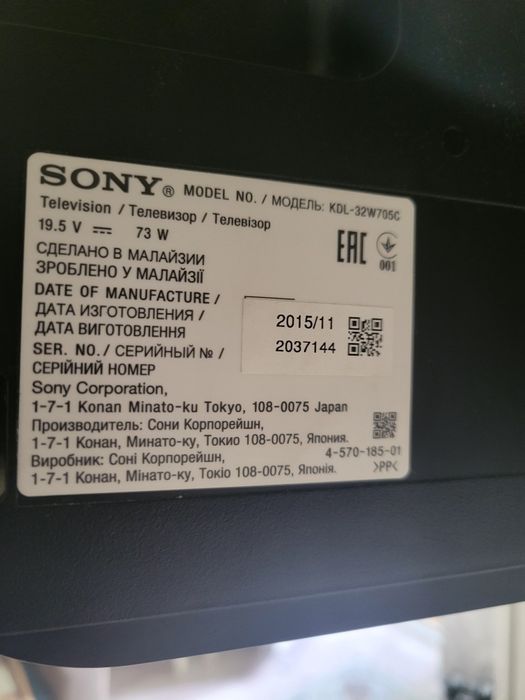 SONY® MODEL NO. / МОДЕЛЬ: KDL-32W705C
Television / Телевизор / Телевізор
19.5 V ⎓ 73 W
EAC
001
СДЕЛАНО В МАЛАЙЗИИ
ЗРОБЛЕНО У МАЛАЙЗІЇ
DATE OF MANUFACTURE /
ДАТА ИЗГОТОВЛЕНИЯ /
ДАТА ВИГОТОВЛЕННЯ
2015/11
SER. NO./ СЕРИЙНЫЙ № /
СЕРІЙНИЙ НОМЕР
2037144
Sony Corporation,
1-7-1 Konan Minato-ku Tokyo, 108-0075 Japan
Производитель: Сони Корпорейшн,
1-7-1 Конан, Минато-ку, Токио 108-0075, Япония.
Виробник: Соні Корпорейшн,
1-7-1 Конан, Мінато-ку, Токіо 108-0075, Японія.
4-570-185-01
>PP<